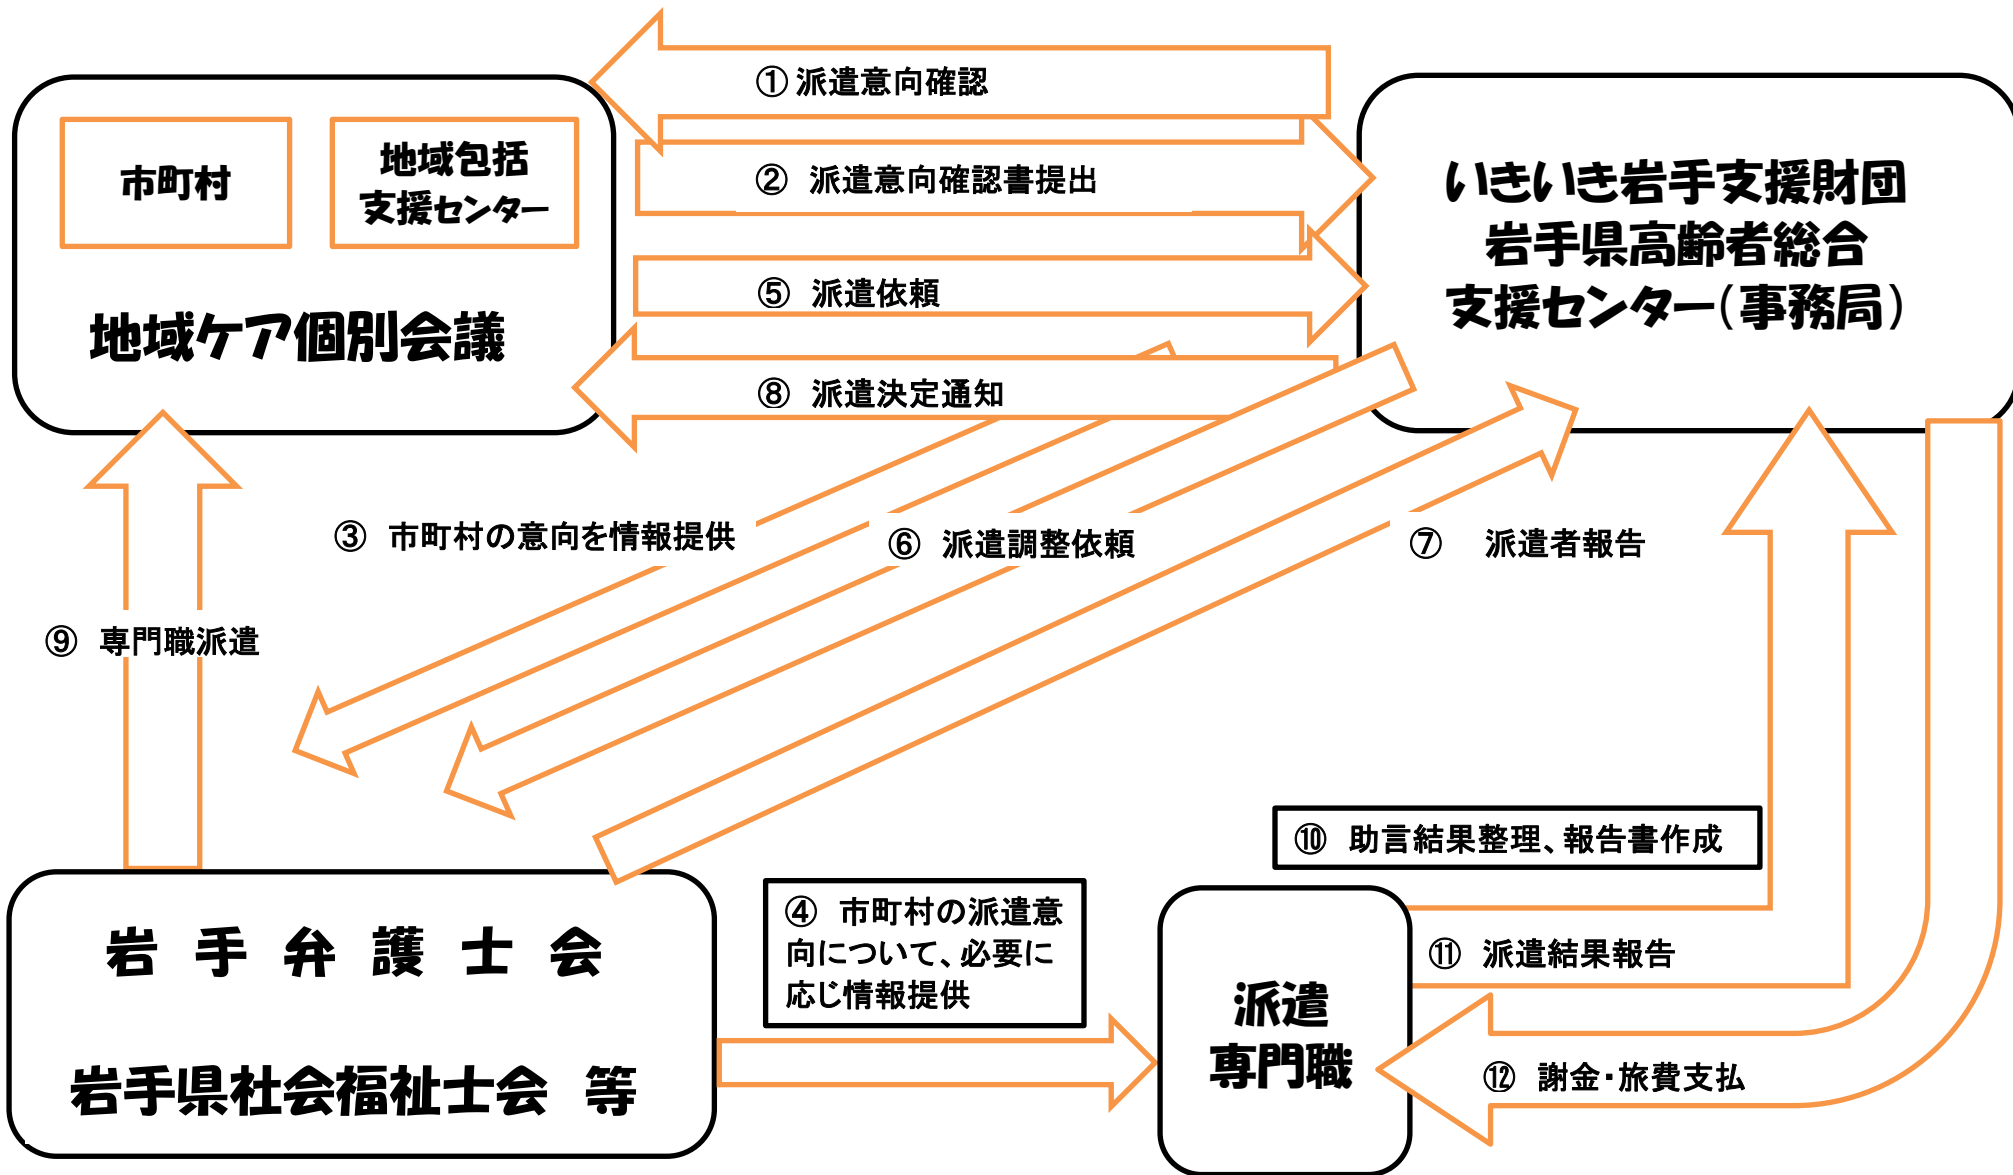 ① 派遣意向確認
市町村
地域包括
支援センター
② 派遣意向確認書提出
いきいき岩手支援財団
岩手県高齢者総合
支援センター(事務局)
⑤ 派遣依頼
地域ケア個別会議
⑧ 派遣決定通知
③ 市町村の意向を情報提供
⑥ 派遣調整依頼
⑦ 派遣者報告
⑨ 専門職派遣
⑩ 助言結果整理、報告書作成
④ 市町村の派遣意
向について、必要に
応じ情報提供
岩 手 弁 護 士 会
岩手県社会福祉士会 等
派遣
専門職
⑪ 派遣結果報告
⑫ 謝金・旅費支払